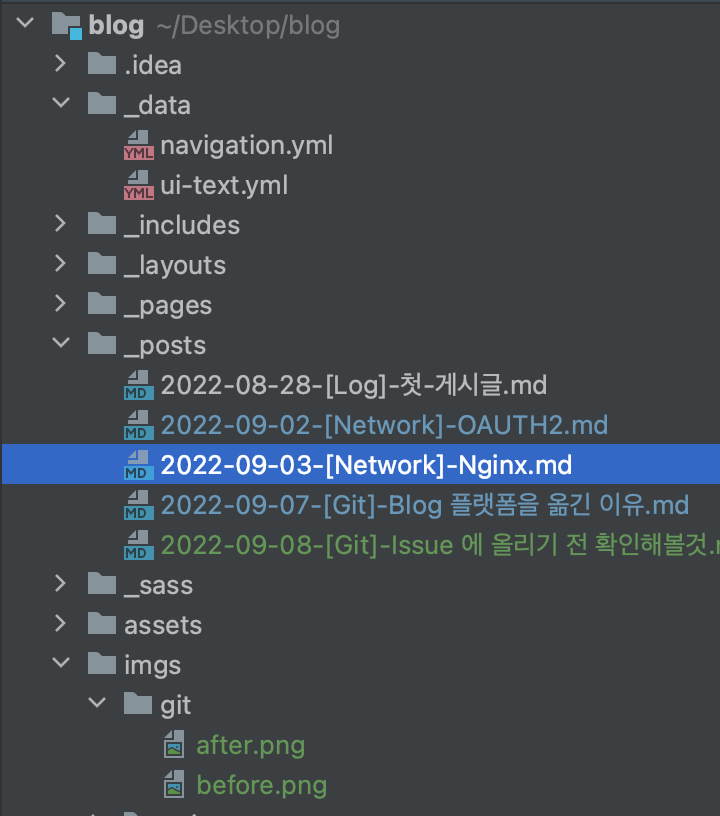 blog ~/Desktop/blog
.idea
_data
YML navigation.yml
YML ui-text.yml
_includes
_layouts
_pages
_posts
MD 2022-08-28-[Log]-첫-게시글.md
MD 2022-09-02-[Network]-OAUTH2.md
MD 2022-09-03-[Network]-Nginx.md
MD 2022-09-07-[Git]-Blog 플랫폼을 옮긴 이유.md
MD 2022-09-08-[Git]-Issue 에 올리기 전 확인해볼것.
_sass
assets
imgs
git
after.png
before.png